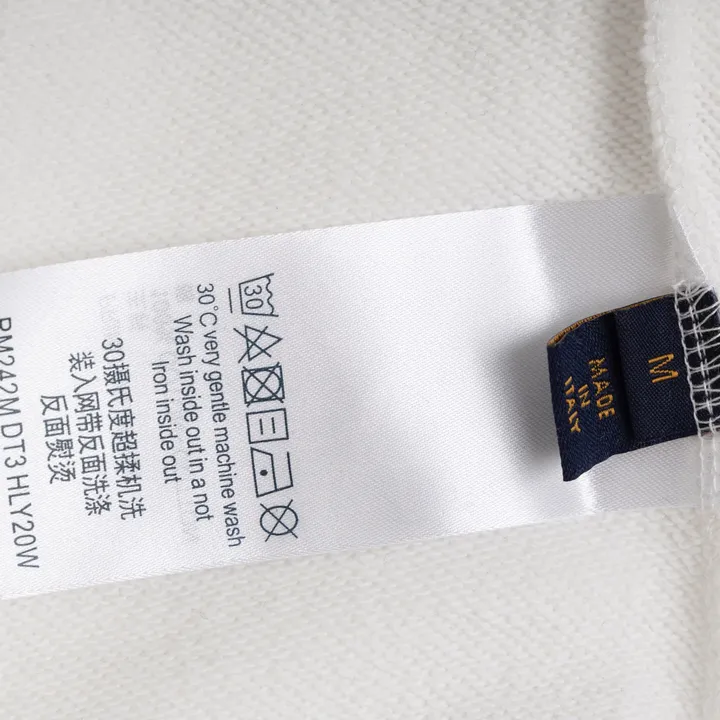 30
30°C very gentle machine wash
Wash inside out in a not
Iron inside out
30摄氏度超揉机洗
装入网带反面洗涤
反面熨烫
RM242M DT3 HLY20W
M
MADE
IN
ITALY